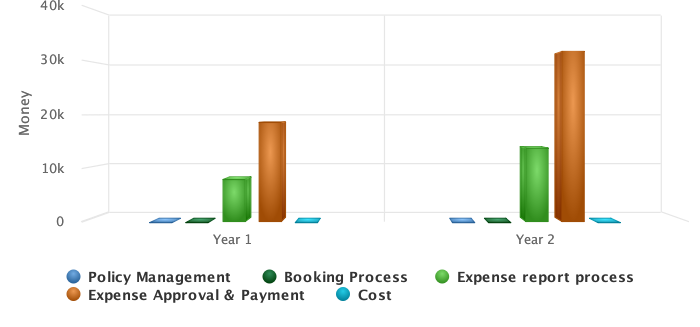 40k
30k
20k
10k
0
Money
Year 1 Year 2
Policy Management Booking Process Expense report process
Expense Approval & Payment Cost